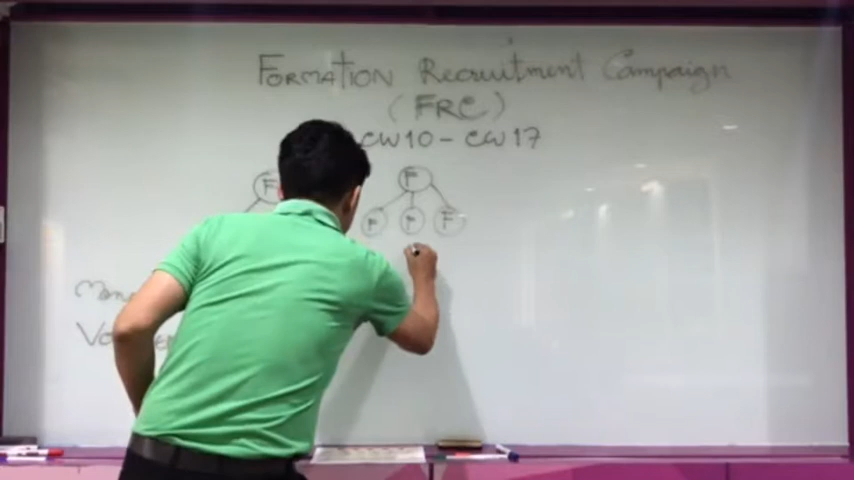 Formation Recruitment Campaign
(FRC)
CW10 - CW17
F F
F F F